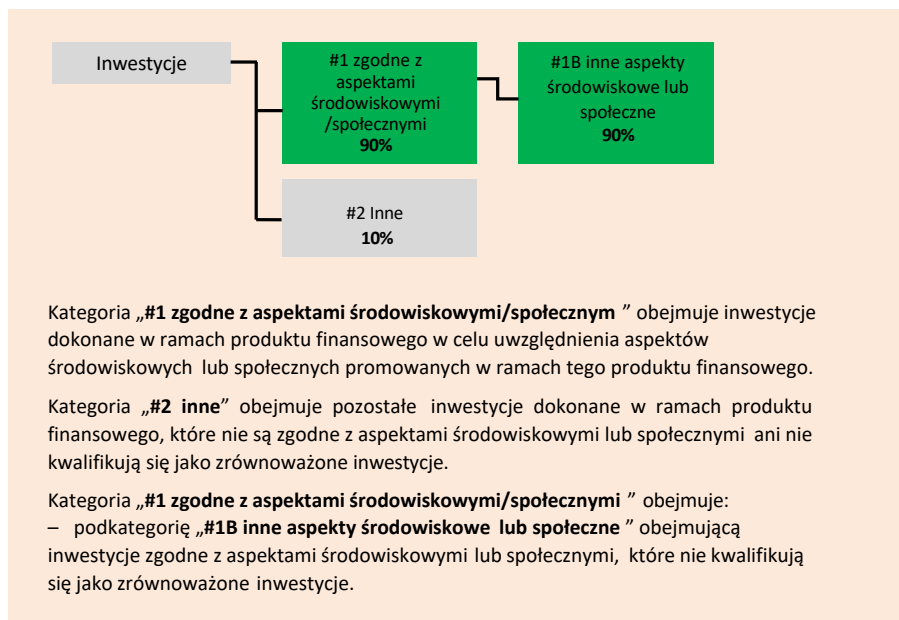 Inwestycje
#1 zgodne z
aspektami
środowiskowymi
/społecznymi
90%
#1B inne aspekty
środowiskowe lub
społeczne
90%
#2 Inne
10%
Kategoria „#1 zgodne z aspektami środowiskowymi/społecznym ” obejmuje inwestycje
dokonane w ramach produktu finansowego w celu uwzględnienia aspektów
środowiskowych lub społecznych promowanych w ramach tego produktu finansowego.
Kategoria „#2 inne” obejmuje pozostałe inwestycje dokonane w ramach produktu
finansowego, które nie są zgodne z aspektami środowiskowymi lub społecznymi ani nie
kwalifikują się jako zrównoważone inwestycje.
Kategoria „#1 zgodne z aspektami środowiskowymi/społecznymi ” obejmuje:
– podkategorię „#1B inne aspekty środowiskowe lub społeczne ” obejmującą
inwestycje zgodne z aspektami środowiskowymi lub społecznymi, które nie kwalifikują
się jako zrównoważone inwestycje.